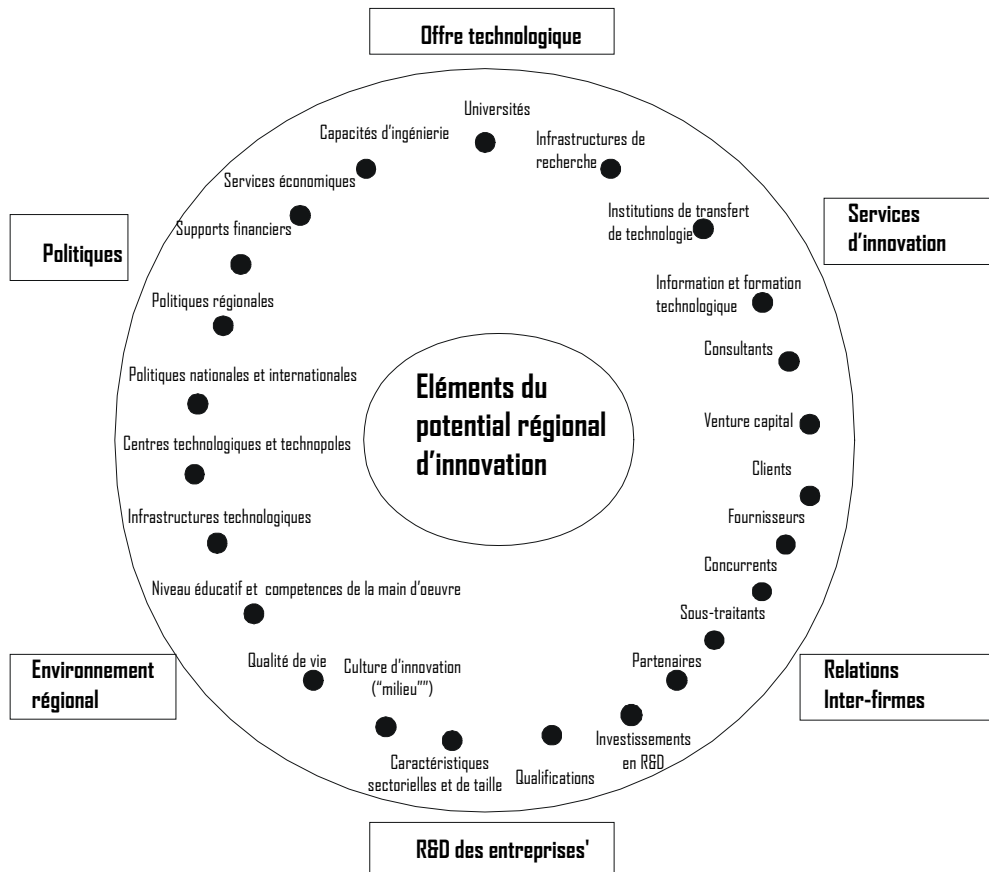 Offre technologique
Universités
Capacités d'ingénierie
Infrastructures de
recherche
Services économiques
Institutions de transfert
de technologie
Services
d'innovation
Supports financiers
Politiques
Information et formation
technologique
Politiques régionales
Consultants
Politiques nationales et internationales
Eléments du
potential régional
d'innovation
Venture capital
Centres technologiques et technopoles
Clients
Infrastructures technologiques
Fournisseurs
Concurrents
Niveau éducatif et competences de la main d'oeuvre
Sous-traitants
Environnement
régional
Qualité de vie
Culture d'innovation
("milieu"")
Partenaires
Relations
Inter-firmes
Investissements
en R&D
Caractéristiques
sectorielles et de taille
Qualifications
R&D des entreprises'